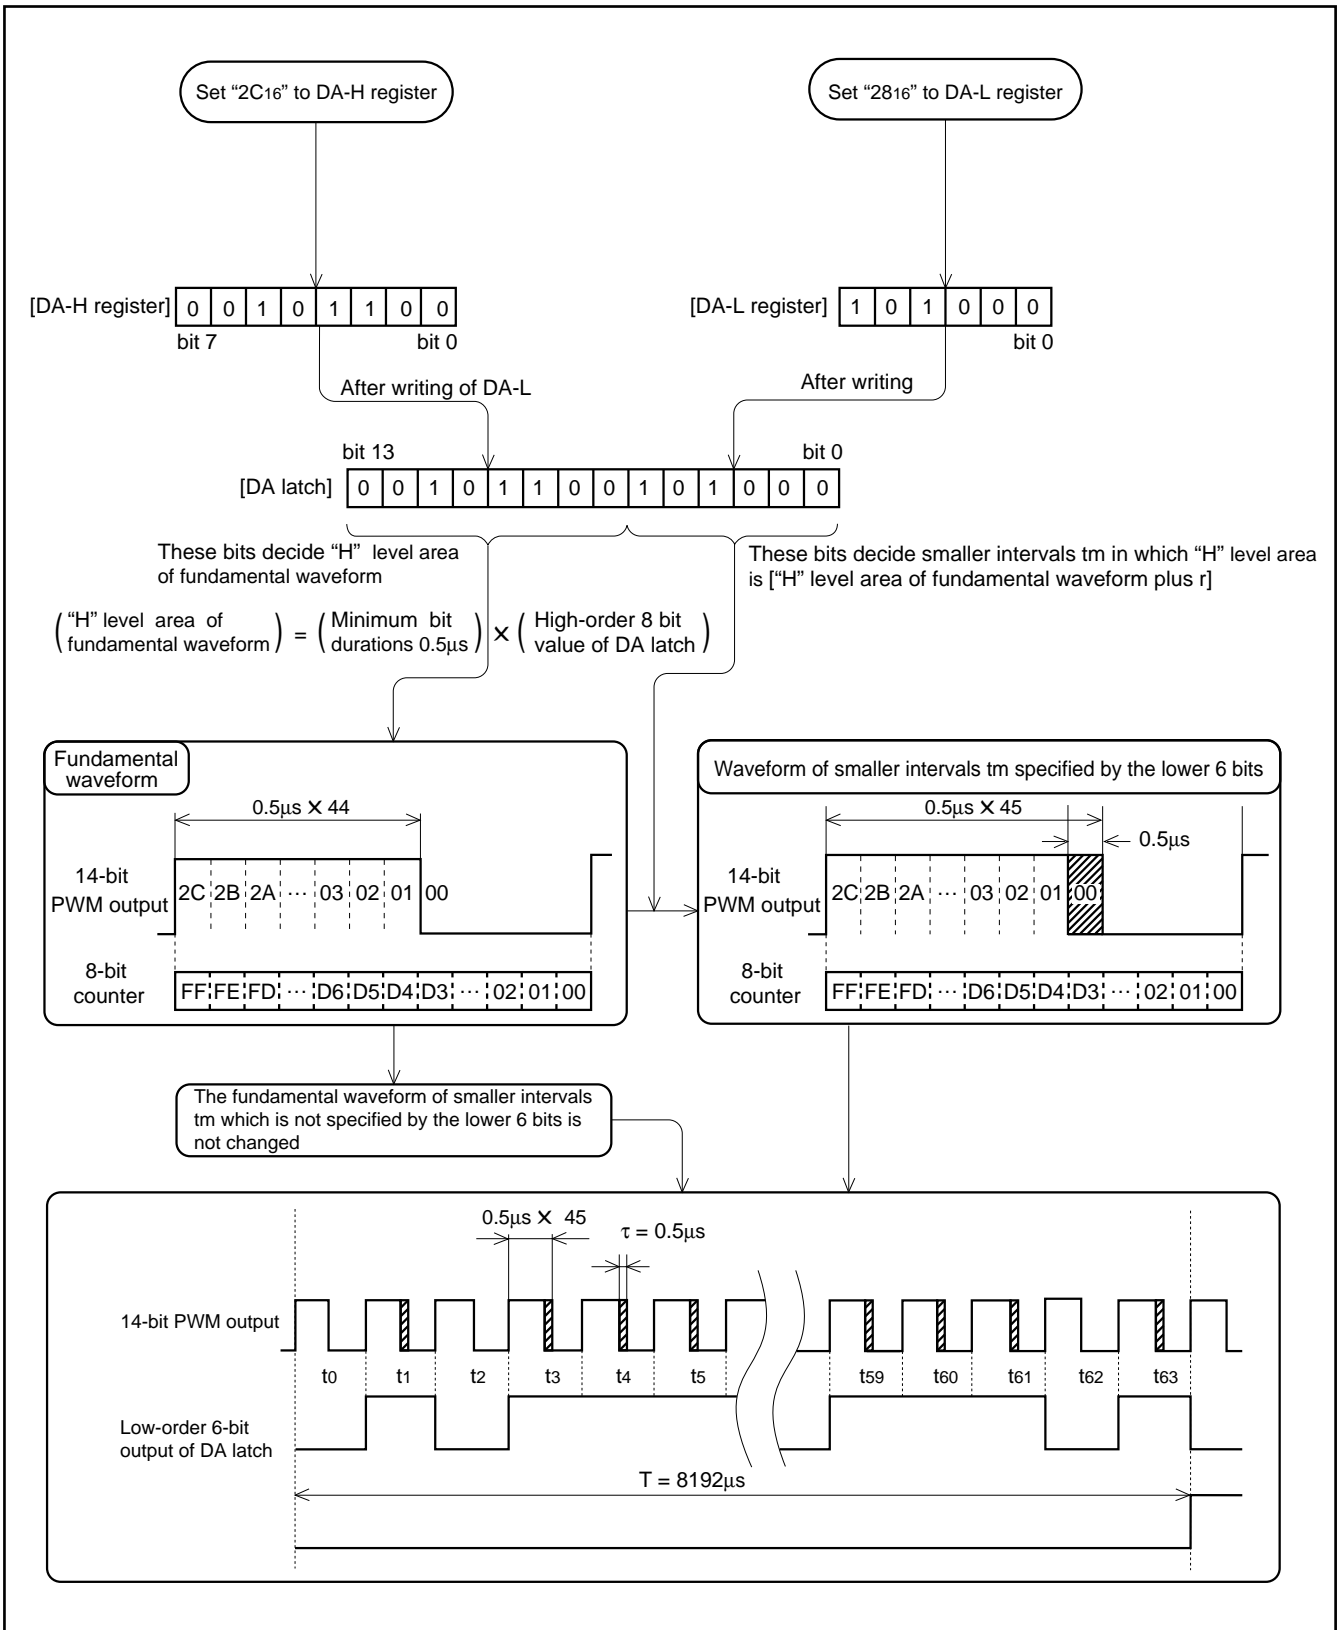 Set “2C16” to DA-H register
Set “2816” to DA-L register
[DA-H register] 0 0 1 0 1 1 0 0
bit 7 bit 0
[DA-L register] 1 0 1 0 0 0
bit 0
After writing of DA-L
After writing
bit 13 bit 0
[DA latch] 0 0 1 0 1 1 0 0 1 0 1 0 0 0
These bits decide “H” level area
of fundamental waveform
These bits decide smaller intervals tm in which “H” level area
is [“H” level area of fundamental waveform plus r]
(“H” level area of
fundamental waveform) = (Minimum bit
durations 0.5µs) × (High-order 8 bit
value of DA latch)
Fundamental
waveform
0.5µs × 44
14-bit
PWM output
2C 2B 2A ··· 03 02 01 00
8-bit
counter
FF FE FD ··· D6 D5 D4 D3 ··· 02 01 00
Waveform of smaller intervals tm specified by the lower 6 bits
0.5µs × 45
0.5µs
14-bit
PWM output
2C 2B 2A ··· 03 02 01 00
8-bit
counter
FF FE FD ··· D6 D5 D4 D3 ··· 02 01 00
The fundamental waveform of smaller intervals
tm which is not specified by the lower 6 bits is
not changed
0.5µs × 45
τ = 0.5µs
14-bit PWM output
t0 t1 t2 t3 t4 t5 t59 t60 t61 t62 t63
Low-order 6-bit
output of DA latch
T = 8192µs